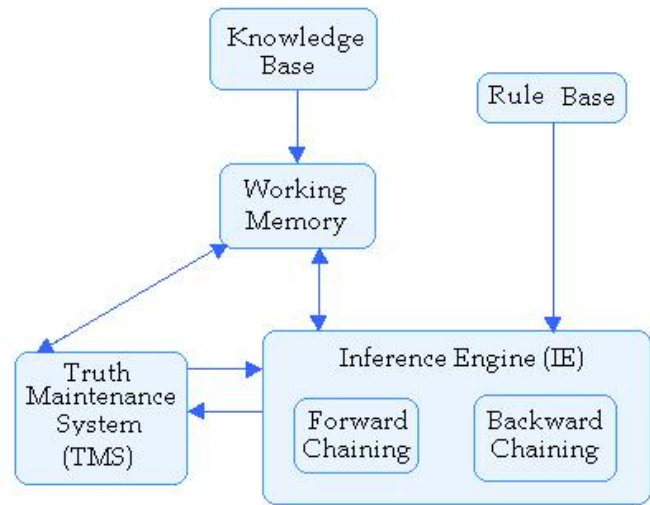 Knowledge
Base
Rule Base
Working
Memory
Inference Engine (IE)
Truth
Maintenance
System
(TMS)
Forward
Chaining
Backward
Chaining